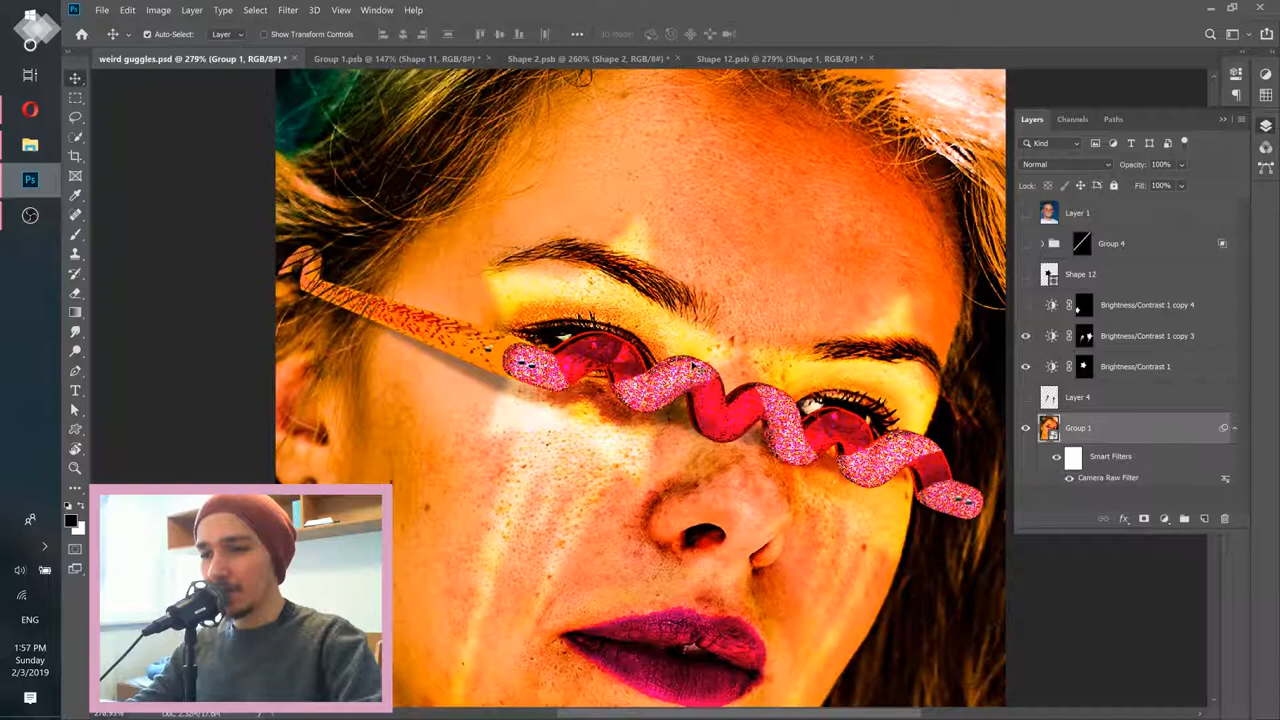 File Edit Image Layer Type Select Filter 3D View Window Help
Auto-Select: Layer Show Transform Controls 3D Mode:
weird guggles.psd @ 279% (Group 1, RGB/8#) * × Group 1.psb @ 147% (Shape 11, RGB/8#) * × Shape 2.psb @ 260% (Shape 2, RGB/8#) * × Shape 12.psb @ 279% (Shape 1, RGB/8#) * ×
Layers Channels Paths
Kind
Normal Opacity: 100%
Lock: Fill: 100%
Layer 1
Group 4
Shape 12
Brightness/Contrast 1 copy 4
Brightness/Contrast 1 copy 3
Brightness/Contrast 1
Layer 4
Group 1
Smart Filters
Camera Raw Filter
fx
Ps
ENG
1:57 PM
Sunday
2/3/2019